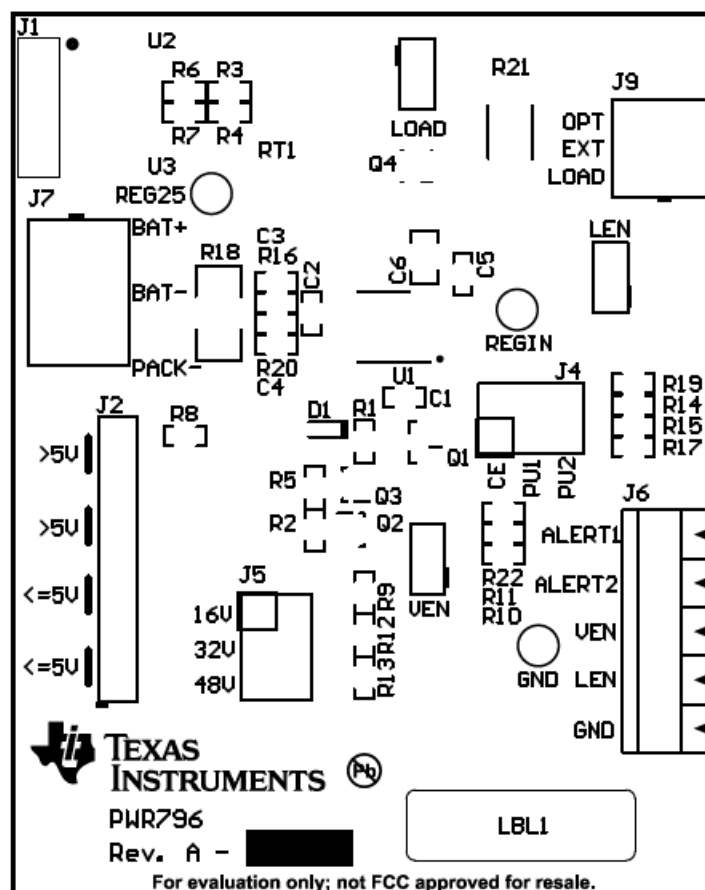 J1
U2
R6 R3
R7 R4
RT1
U3
REG25
LOAD
Q4
R21
J9
OPT
EXT
LOAD
LEN
J7
BAT+
BAT-
PACK-
R18
C3
R16
C2
R20
C4
C6
C5
REGIN
U1
C1
J4
CE
PU1
PU2
R19
R14
R15
R17
J2
>5V
>5V
<=5V
<=5V
R8
D1
R1
Q1
R5
Q3
R2
Q2
VEN
R22
R11
R10
J5
16V
32V
48V
R9
R12
R13
GND
J6
ALERT1
ALERT2
VEN
LEN
GND
TEXAS
INSTRUMENTS
Pb
PWR796
Rev. A -
LBL1
For evaluation only; not FCC approved for resale.